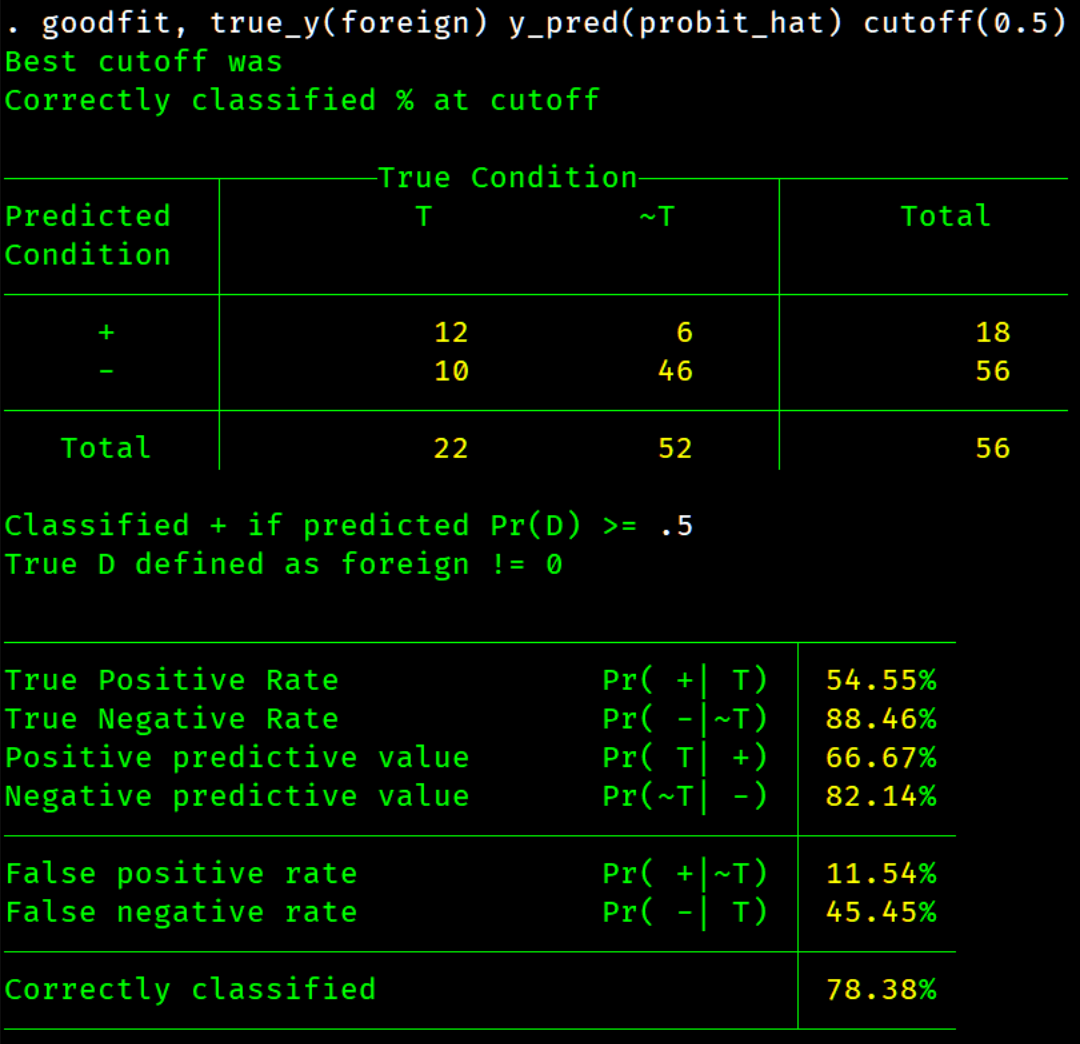 . goodfit, true_y(foreign) y_pred(probit_hat) cutoff(0.5)
Best cutoff was
Correctly classified % at cutoff
True Condition
Predicted T ~T Total
Condition
+ 12 6 18
- 10 46 56
Total 22 52 56
Classified + if predicted Pr(D) >= .5
True D defined as foreign != 0
True Positive Rate Pr( +| T) 54.55%
True Negative Rate Pr( -|~T) 88.46%
Positive predictive value Pr( T| +) 66.67%
Negative predictive value Pr(~T| -) 82.14%
False positive rate Pr( +|~T) 11.54%
False negative rate Pr( -| T) 45.45%
Correctly classified 78.38%